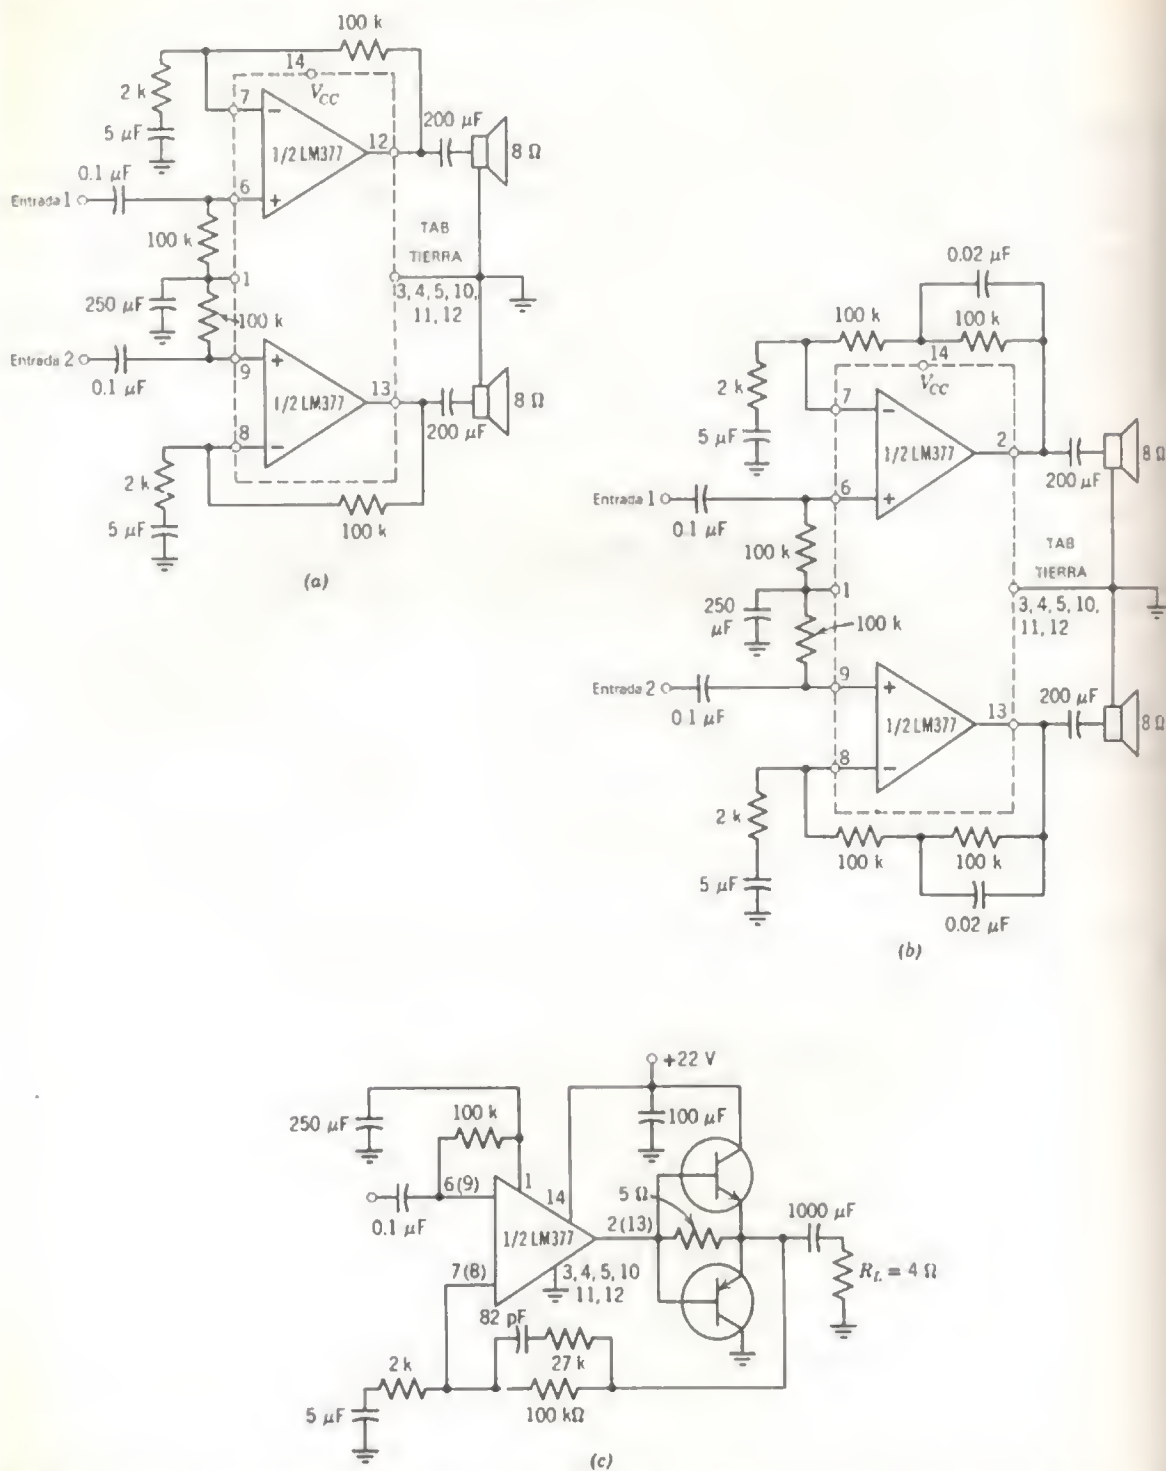 100 k
14
V_CC
2 k
7
−
5 μF
1/2 LM377
12
200 μF
8 Ω
0.1 μF
Entrada 1
6
+
100 k
TAB
TIERRA
1
3, 4, 5, 10,
11, 12
250 μF
100 k
Entrada 2
0.1 μF
9
+
1/2 LM377
13
200 μF
8 Ω
8
−
2 k
5 μF
100 k
(a)
0.02 μF
100 k
100 k
14
V_CC
2 k
7
−
5 μF
1/2 LM377
2
200 μF
8 Ω
Entrada 1
0.1 μF
6
+
100 k
TAB
TIERRA
1
3, 4, 5, 10,
11, 12
250
μF
100 k
Entrada 2
0.1 μF
9
+
1/2 LM377
13
200 μF
8 Ω
8
−
2 k
5 μF
100 k
100 k
0.02 μF
(b)
+22 V
250 μF
100 k
100 μF
6 (9)
1
14
0.1 μF
1/2 LM377
2 (13)
5 Ω
1000 μF
7 (8)
3, 4, 5, 10
11, 12
R_L = 4 Ω
82 pF
27 k
2 k
100 kΩ
5 μF
(c)